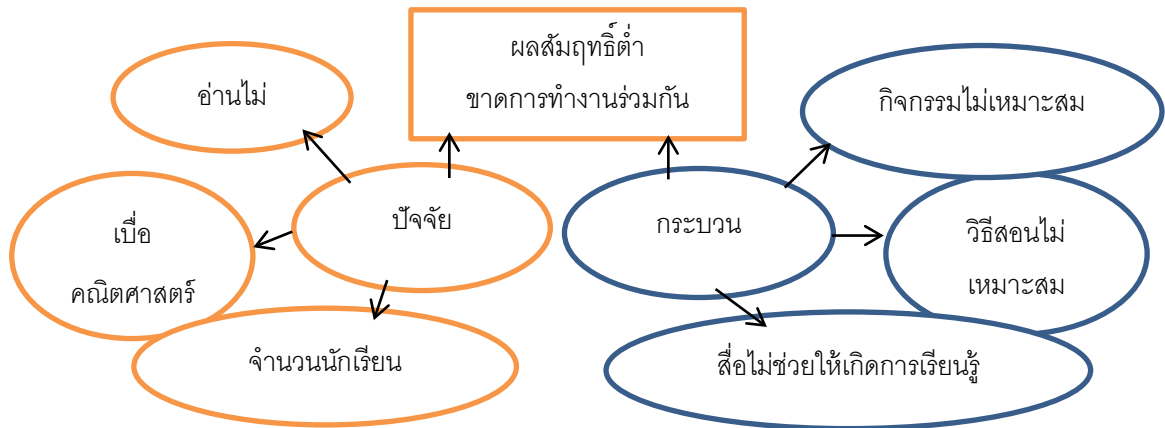 ผลสัมฤทธิ์ต่ำ
ขาดการทำงานร่วมกัน
อ่านไม่
กิจกรรมไม่เหมาะสม
เบื่อ
คณิตศาสตร์
ปัจจัย
กระบวน
วิธีสอนไม่
เหมาะสม
จำนวนนักเรียน
สื่อไม่ช่วยให้เกิดการเรียนรู้